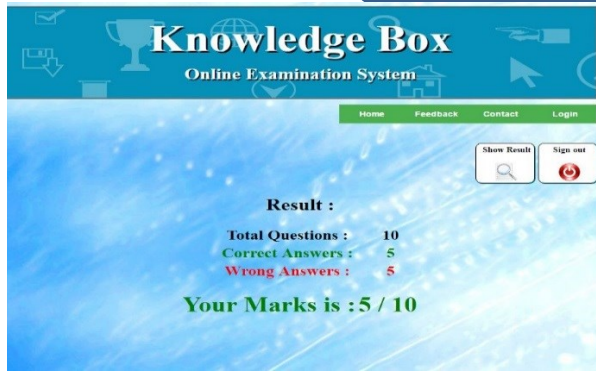 Knowledge Box
Online Examination System
Home Feedback Contact Login
Show Result Sign out
Result :
Total Questions : 10
Correct Answers : 5
Wrong Answers : 5
Your Marks is : 5 / 10